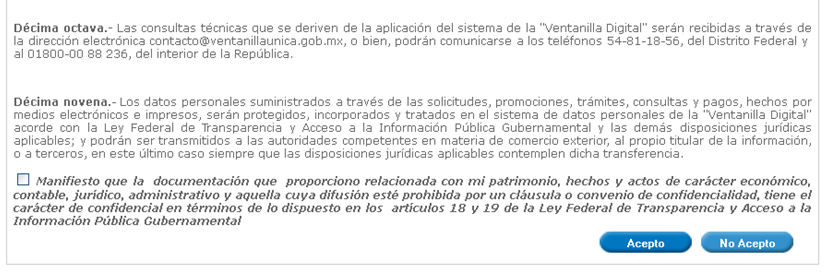 Décima octava.- Las consultas técnicas que se deriven de la aplicación del sistema de la "Ventanilla Digital" serán recibidas a través de
la dirección electrónica contacto@ventanillaunica.gob.mx, o bien, podrán comunicarse a los teléfonos 54-81-18-56, del Distrito Federal y
al 01800-00 88 236, del interior de la República.
Décima novena.- Los datos personales suministrados a través de las solicitudes, promociones, trámites, consultas y pagos, hechos por
medios electrónicos e impresos, serán protegidos, incorporados y tratados en el sistema de datos personales de la "Ventanilla Digital"
acorde con la Ley Federal de Transparencia y Acceso a la Información Pública Gubernamental y las demás disposiciones jurídicas
aplicables; y podrán ser transmitidos a las autoridades competentes en materia de comercio exterior, al propio titular de la información,
o a terceros, en este último caso siempre que las disposiciones jurídicas aplicables contemplen dicha transferencia.
Manifiesto que la documentación que proporciono relacionada con mi patrimonio, hechos y actos de carácter económico,
contable, jurídico, administrativo y aquella cuya difusión esté prohibida por un cláusula o convenio de confidencialidad, tiene el
carácter de confidencial en términos de lo dispuesto en los artículos 18 y 19 de la Ley Federal de Transparencia y Acceso a la
Información Pública Gubernamental
Acepto No Acepto